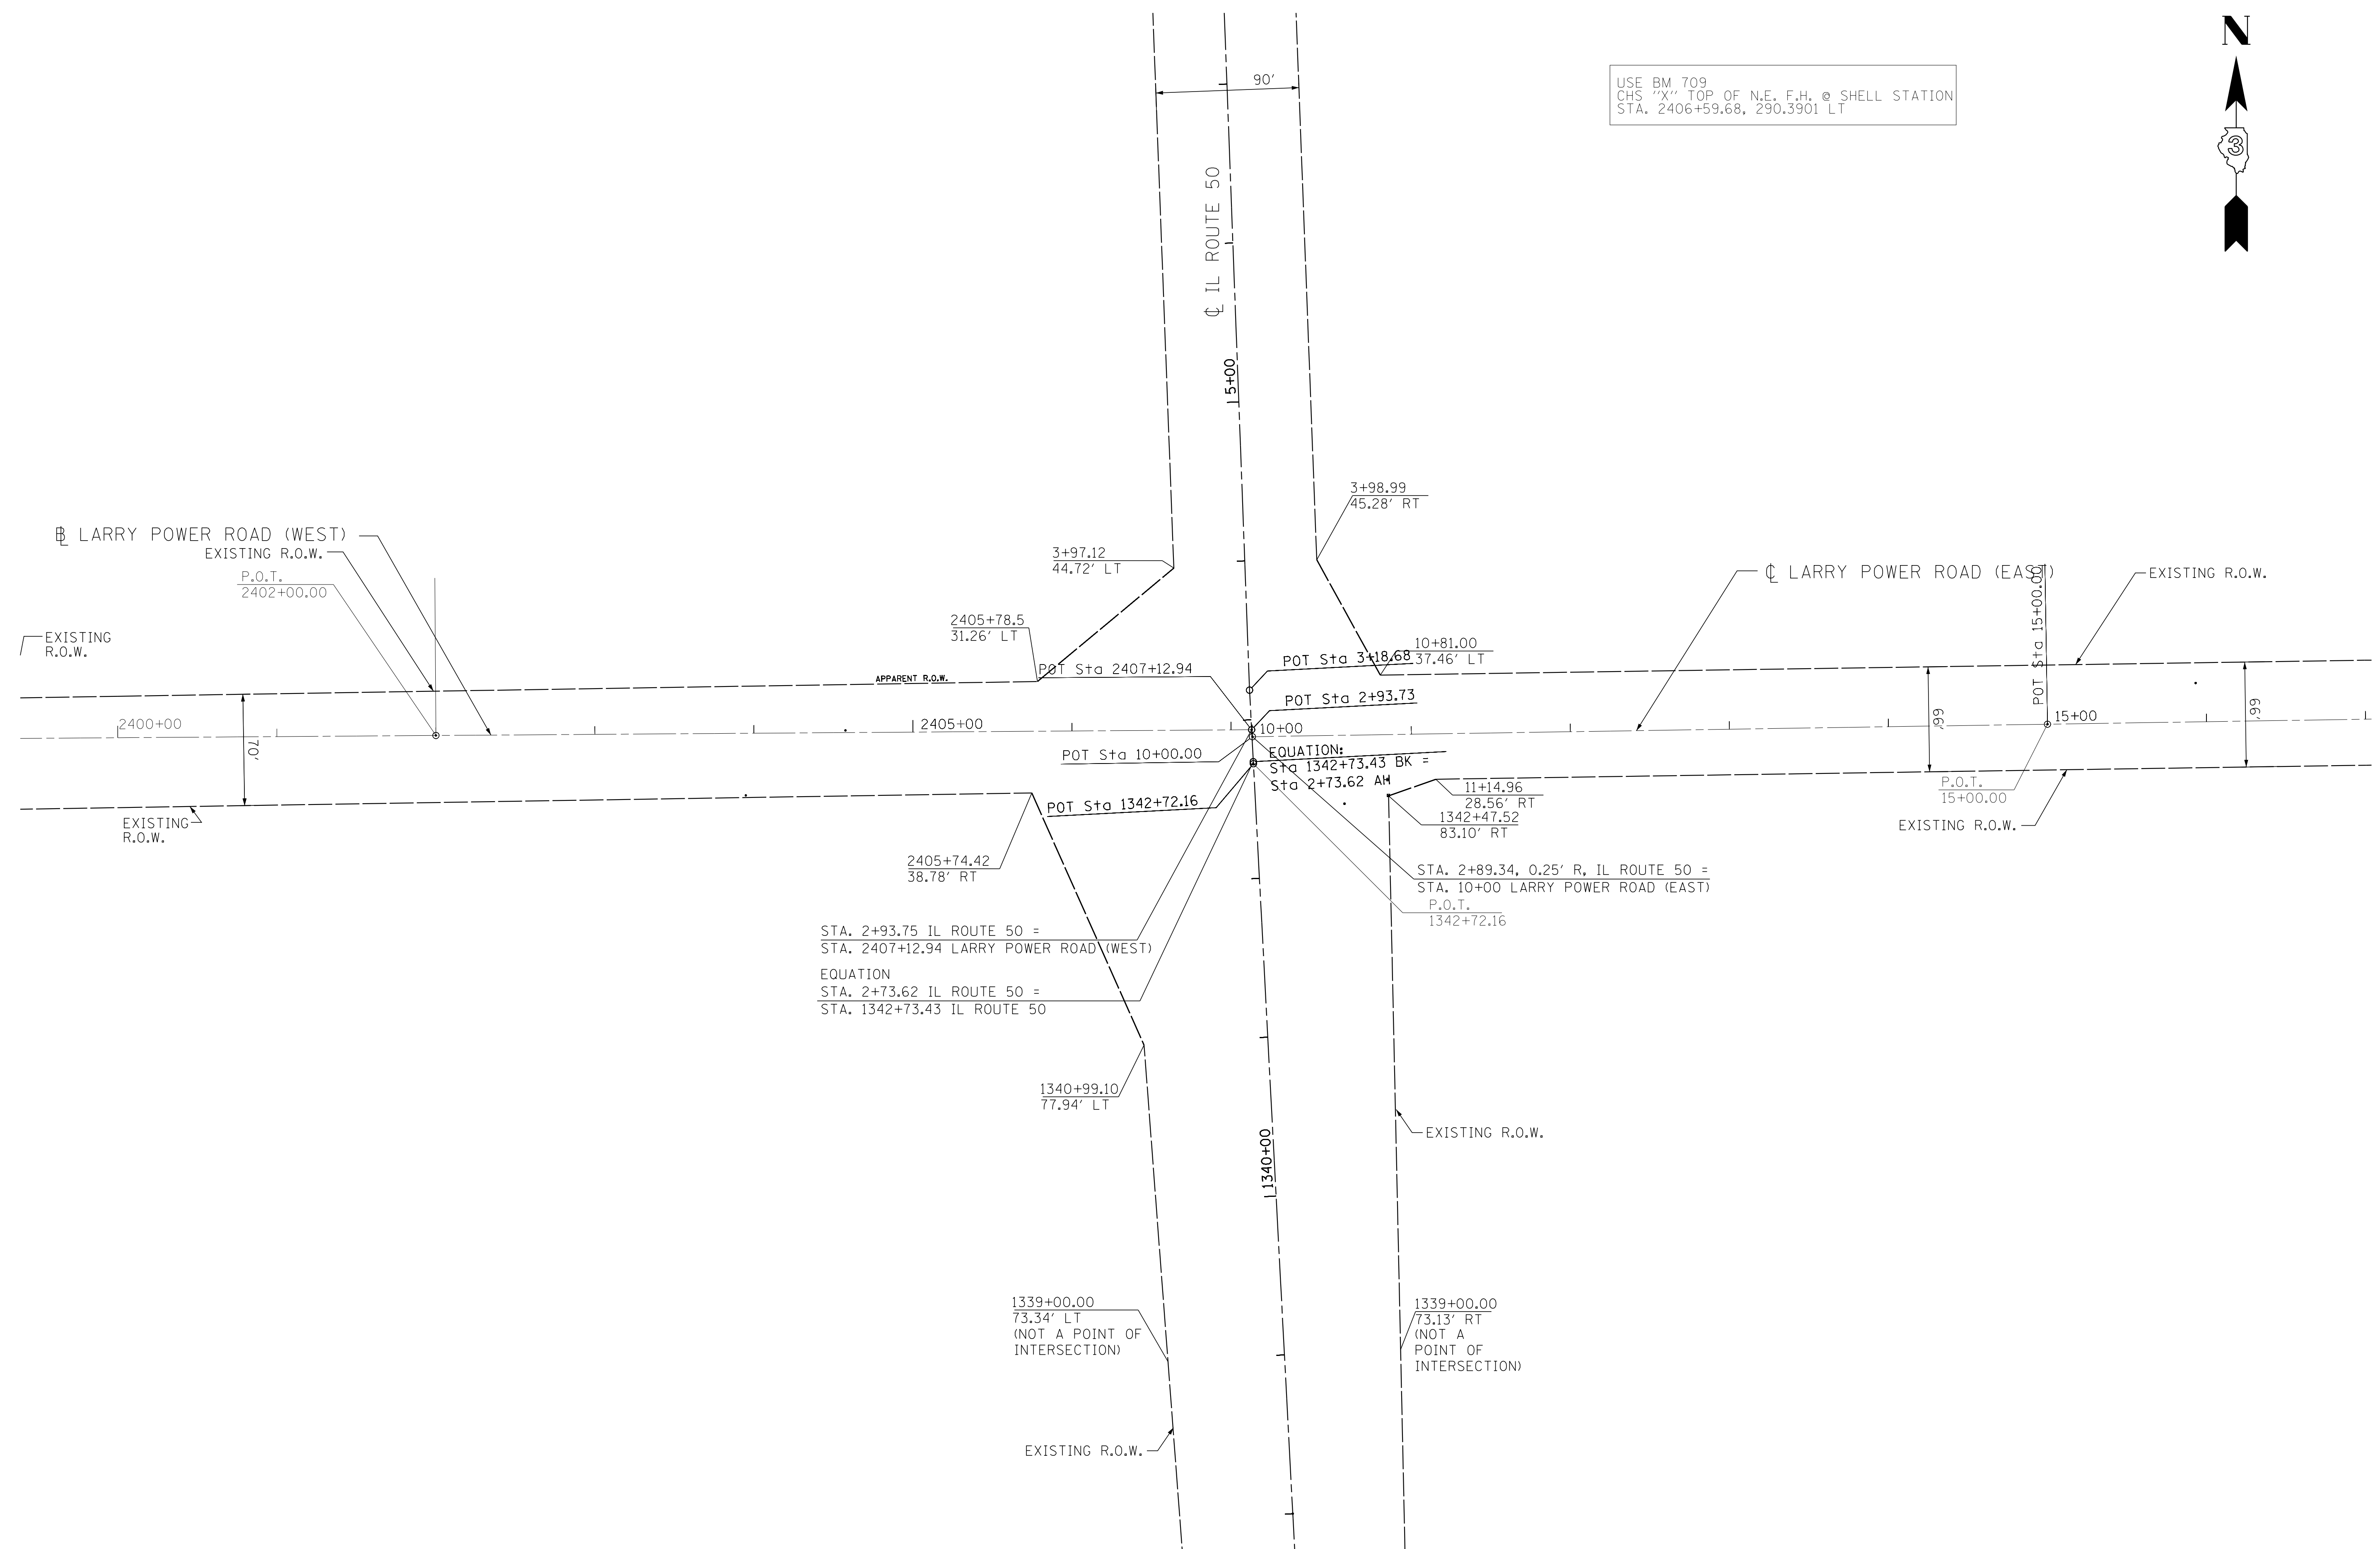 N
3
90'
USE BM 709
CHS "X" TOP OF N.E. F.H. @ SHELL STATION
STA. 2406+59.68, 290.3901 LT
℄ IL ROUTE 50
5+00
3+98.99
45.28' RT
3+97.12
44.72' LT
BL LARRY POWER ROAD (WEST)
EXISTING R.O.W.
P.O.T.
2402+00.00
EXISTING
R.O.W.
℄ LARRY POWER ROAD (EAST)
EXISTING R.O.W.
POT Sta 15+00.00
2405+78.5
31.26' LT
10+81.00
37.46' LT
POT Sta 3+18.68
POT Sta 2407+12.94
APPARENT R.O.W.
POT Sta 2+93.73
2400+00
2405+00
10+00
15+00
66'
66'
70'
POT Sta 10+00.00
EQUATION:
Sta 1342+73.43 BK =
Sta 2+73.62 AH
P.O.T.
15+00.00
11+14.96
28.56' RT
1342+47.52
83.10' RT
POT Sta 1342+72.16
EXISTING
R.O.W.
EXISTING R.O.W.
2405+74.42
38.78' RT
STA. 2+89.34, 0.25' R, IL ROUTE 50 =
STA. 10+00 LARRY POWER ROAD (EAST)
P.O.T.
1342+72.16
STA. 2+93.75 IL ROUTE 50 =
STA. 2407+12.94 LARRY POWER ROAD (WEST)
EQUATION
STA. 2+73.62 IL ROUTE 50 =
STA. 1342+73.43 IL ROUTE 50
1340+99.10
77.94' LT
EXISTING R.O.W.
1340+00
1339+00.00
73.34' LT
(NOT A POINT OF
INTERSECTION)
1339+00.00
73.13' RT
(NOT A
POINT OF
INTERSECTION)
EXISTING R.O.W.